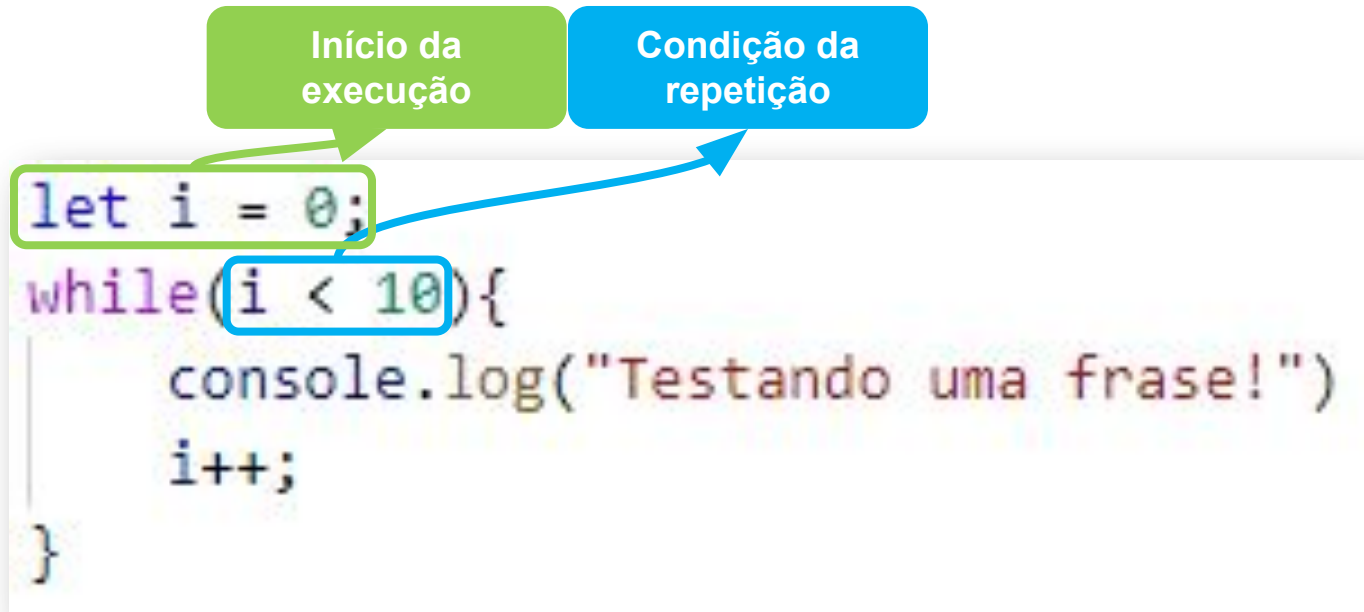 Início da
execução
Condição da
repetição
let i = 0;
while(i < 10){
console.log("Testando uma frase!")
i++;
}